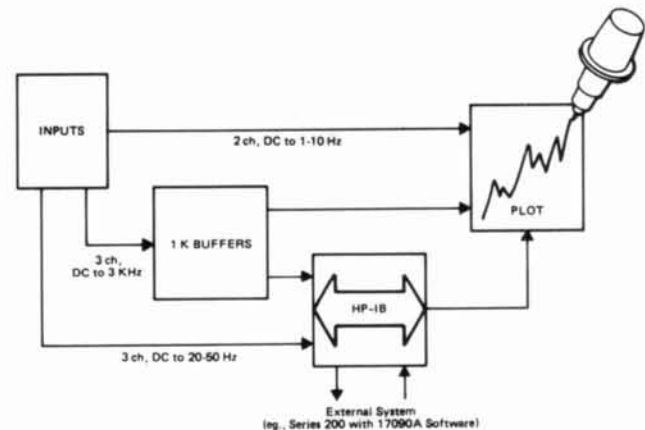 INPUTS
2 ch, DC to 1-10 Hz
PLOT
1 K BUFFERS
3 ch,
DC to 3 KHz
HP-IB
3 ch, DC to 20-50 Hz
External System
(eg., Series 200 with 17090A Software)